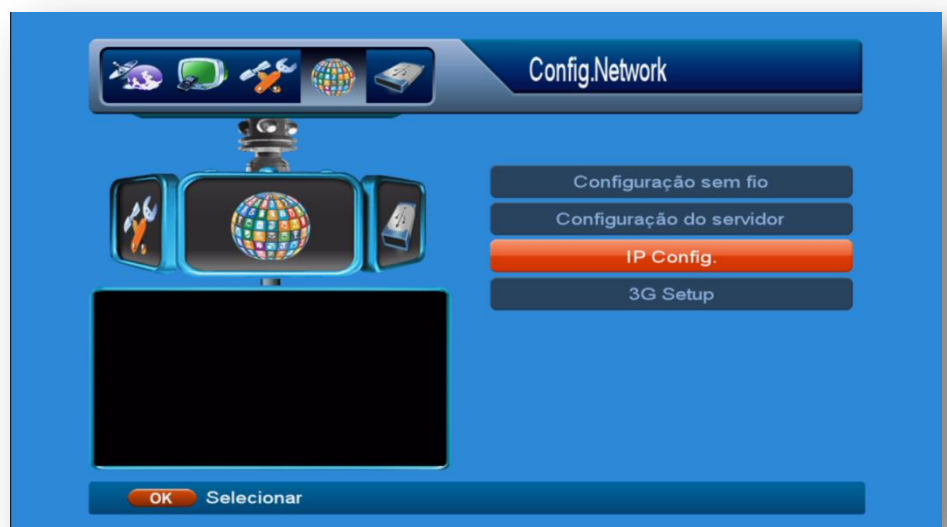 Config.Network
Configuração sem fio
Configuração do servidor
IP Config.
3G Setup
OK Selecionar